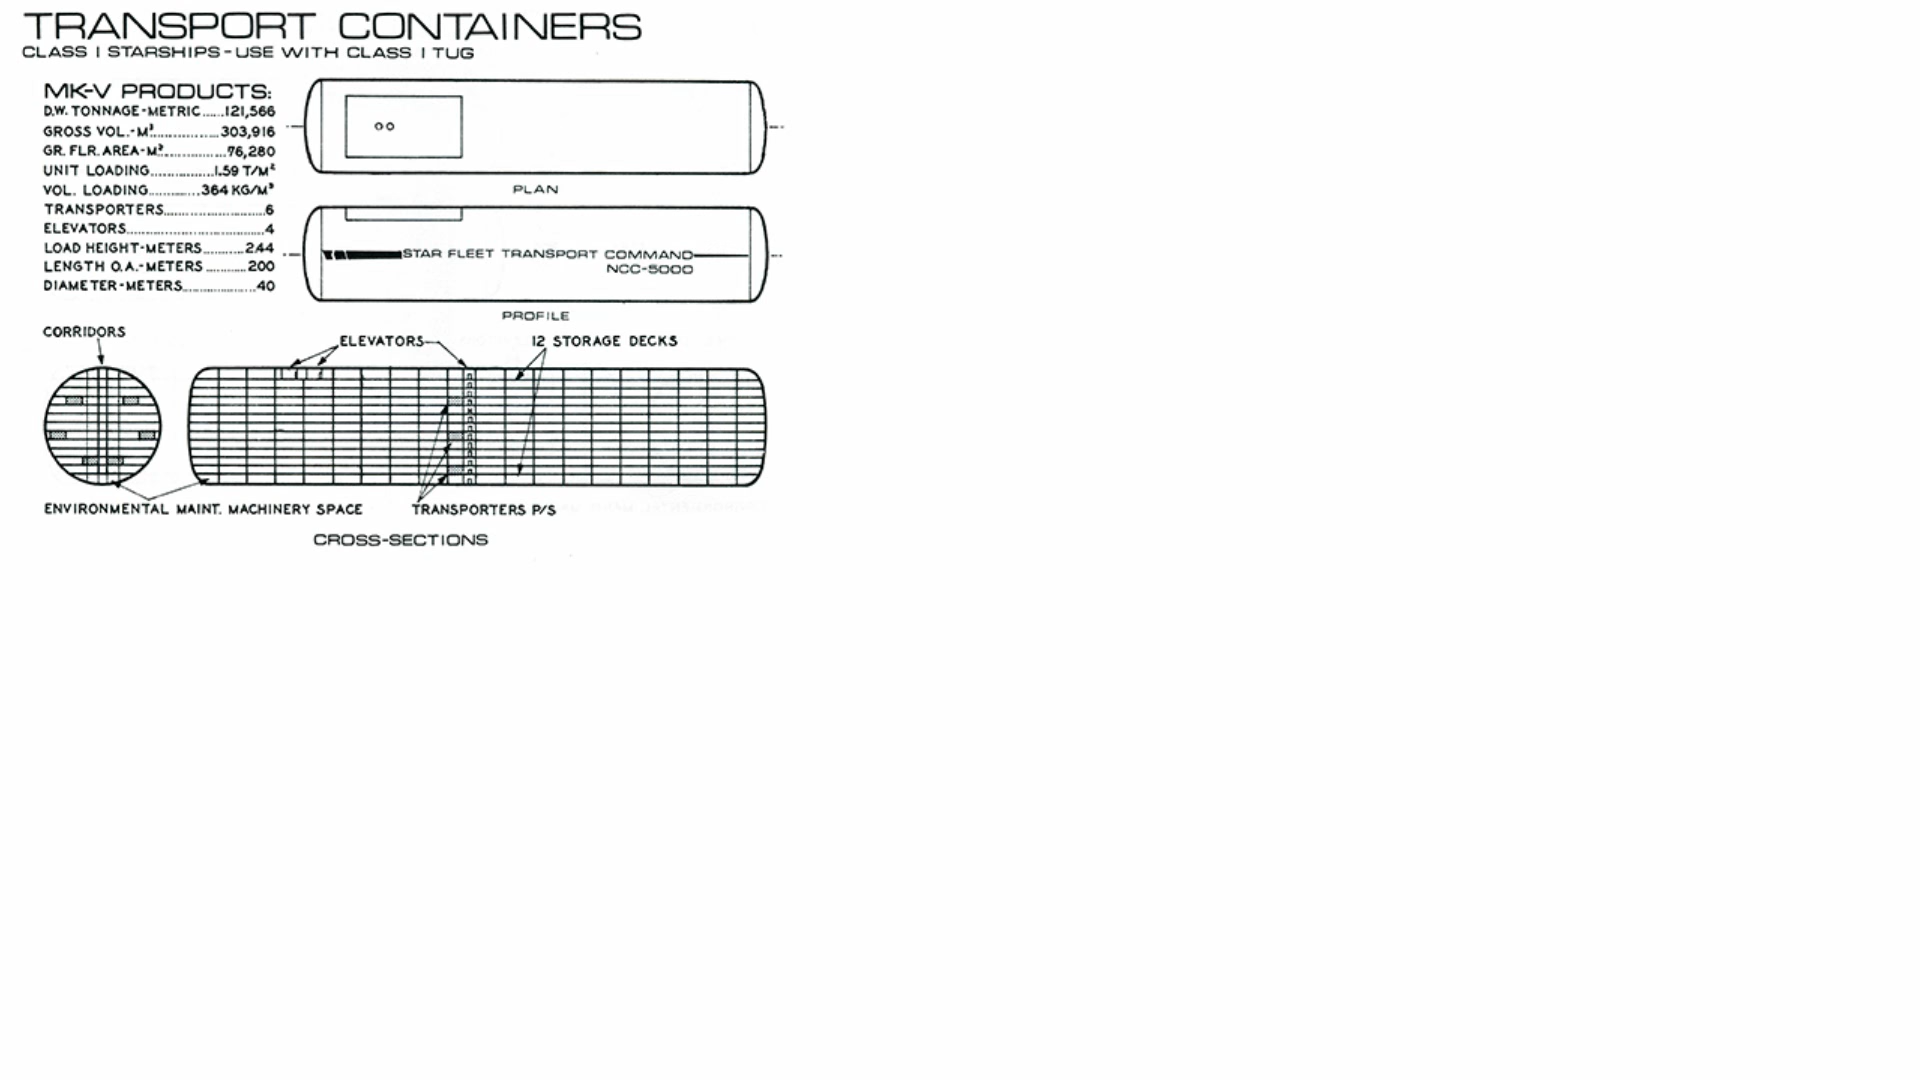 TRANSPORT CONTAINERS
CLASS I STARSHIPS-USE WITH CLASS I TUG
MK-V PRODUCTS:
D.W. TONNAGE-METRIC......121,566
GROSS VOL.-M³................303,916
GR. FLR. AREA-M²................76,280
UNIT LOADING................1.59 T/M²
VOL. LOADING............364 KG/M³
TRANSPORTERS..........................6
ELEVATORS...................................4
LOAD HEIGHT-METERS..........2.44
LENGTH O.A.-METERS..........200
DIAMETER-METERS..................40
PLAN
STAR FLEET TRANSPORT COMMAND
NCC-5000
PROFILE
CORRIDORS
ELEVATORS
12 STORAGE DECKS
ENVIRONMENTAL MAINT. MACHINERY SPACE
TRANSPORTERS P/S
CROSS-SECTIONS